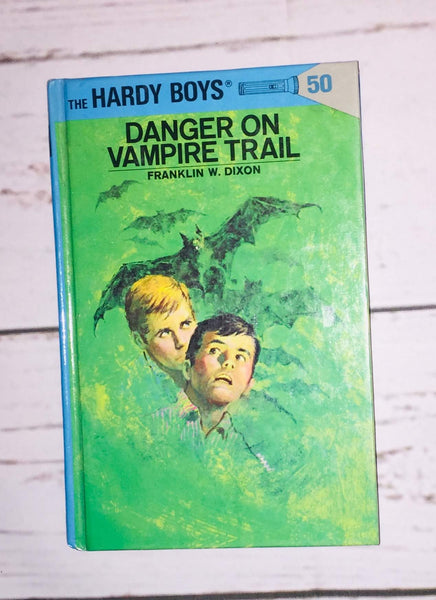 THE HARDY BOYS® 50
DANGER ON
VAMPIRE TRAIL
FRANKLIN W. DIXON